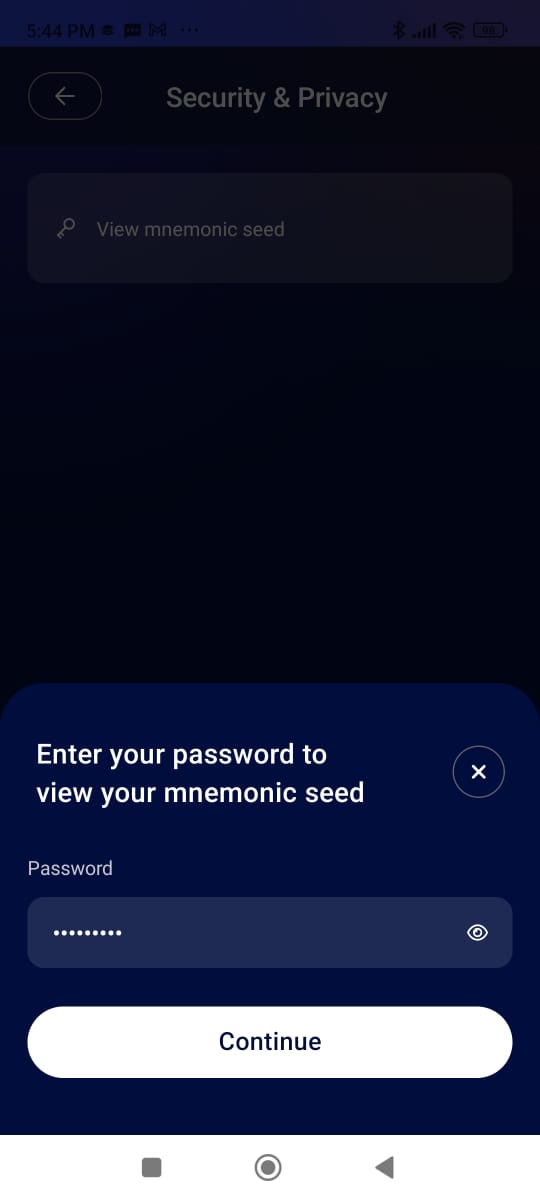 5:44 PM
98
Security & Privacy
View mnemonic seed
Enter your password to
view your mnemonic seed
Password
•••••••••
Continue